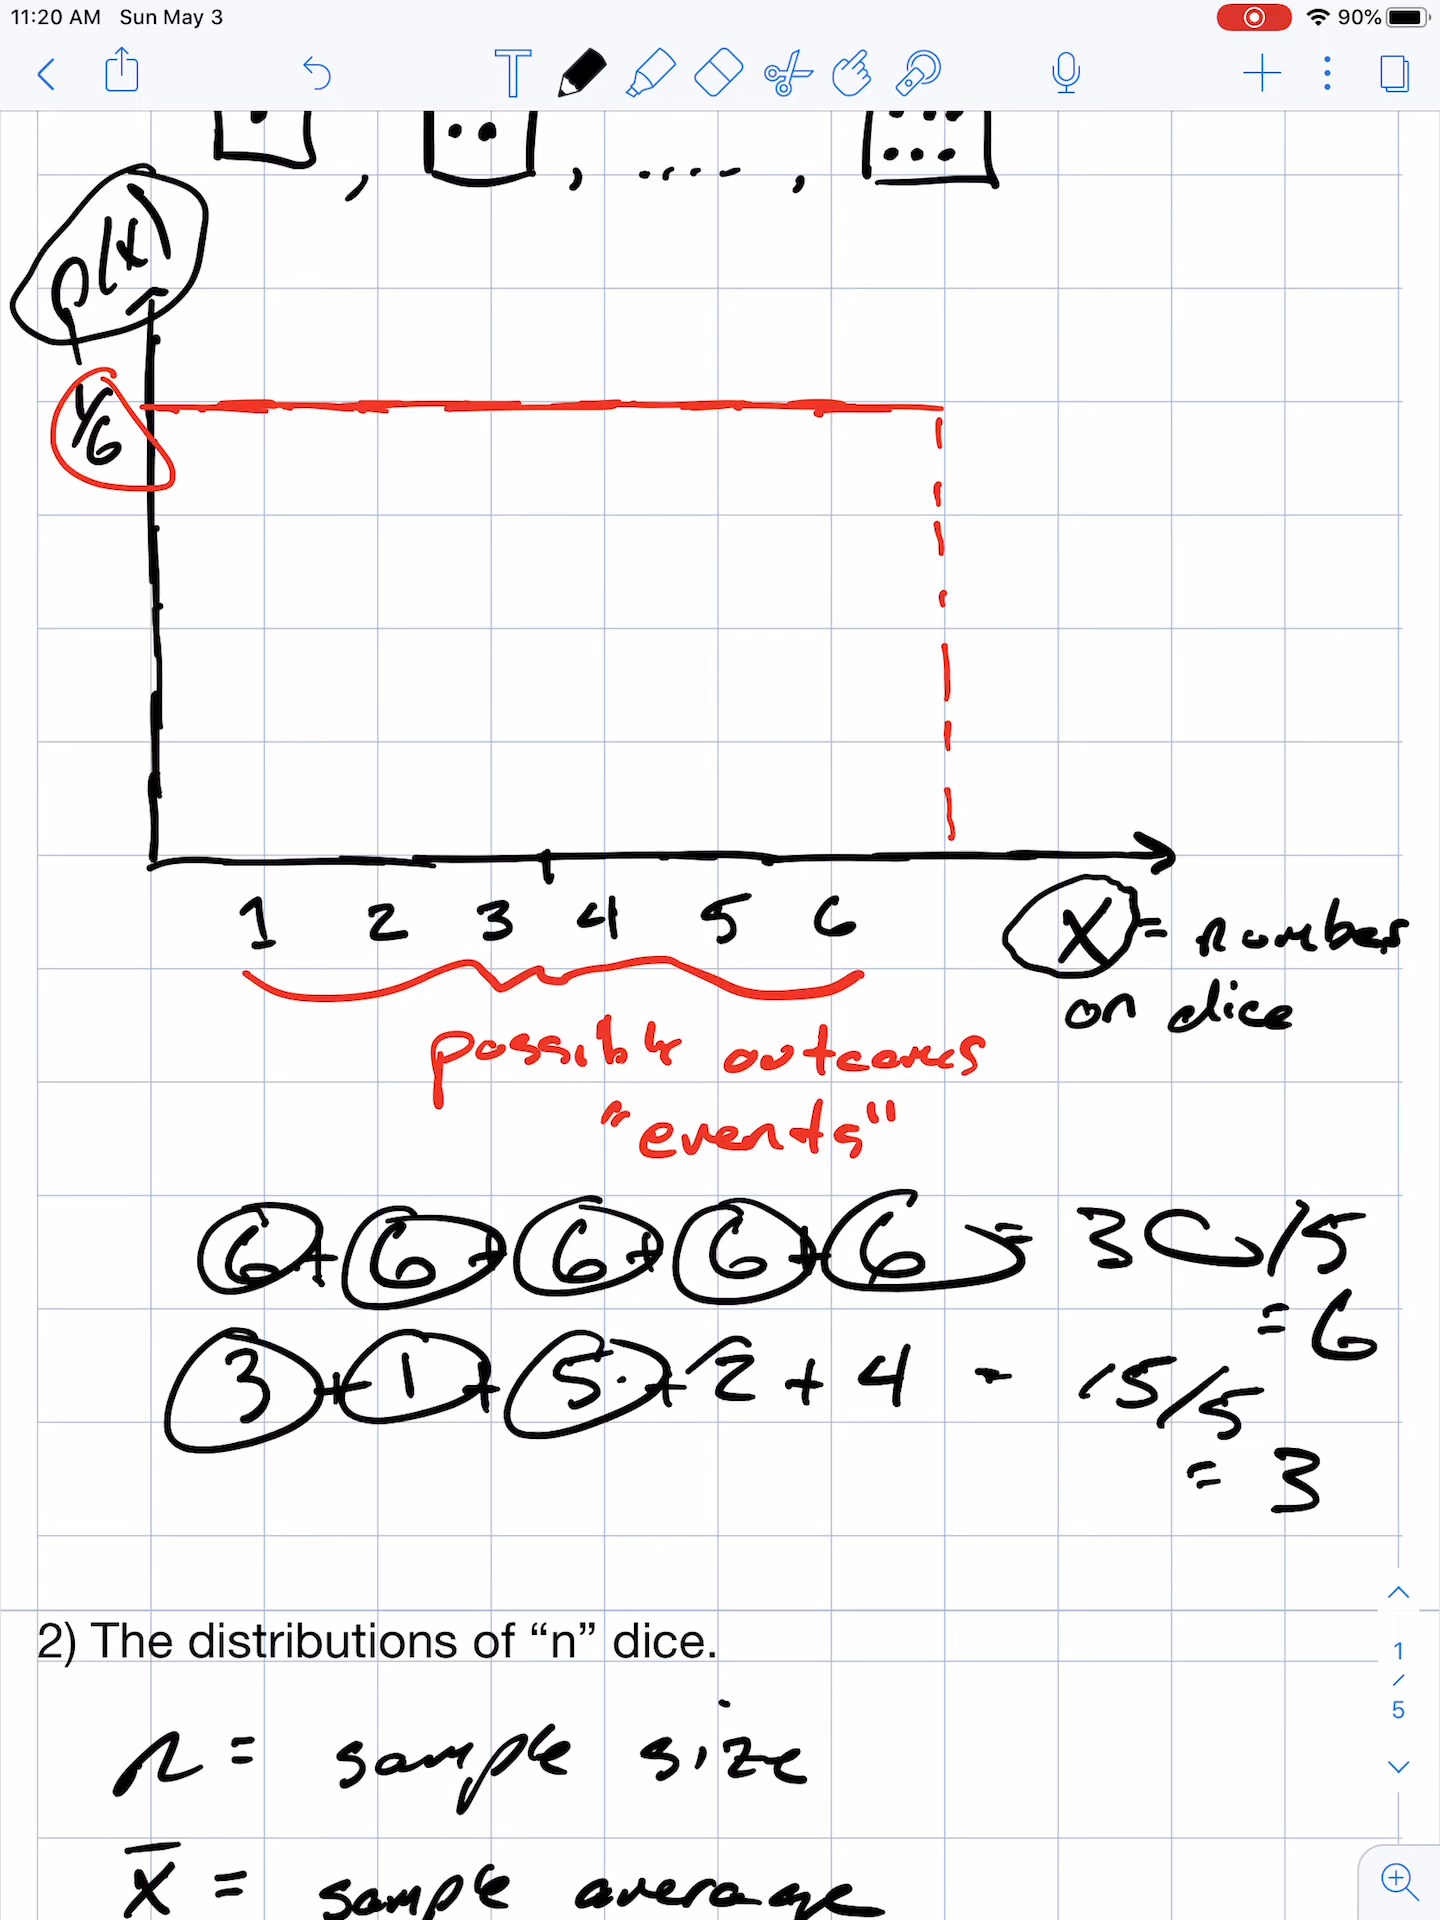 11:20 AM Sun May 3
90%
p(x)
1/6
1 2 3 4 5 6
x = number
on dice
possible outcomes
"events"
6 + 6 + 6 + 6 + 6 = 30/5
= 6
3 + 1 + 5 + 2 + 4 = 15/5
= 3
2) The distributions of “n” dice.
1
/
5
n = sample size
x̄ = sample average